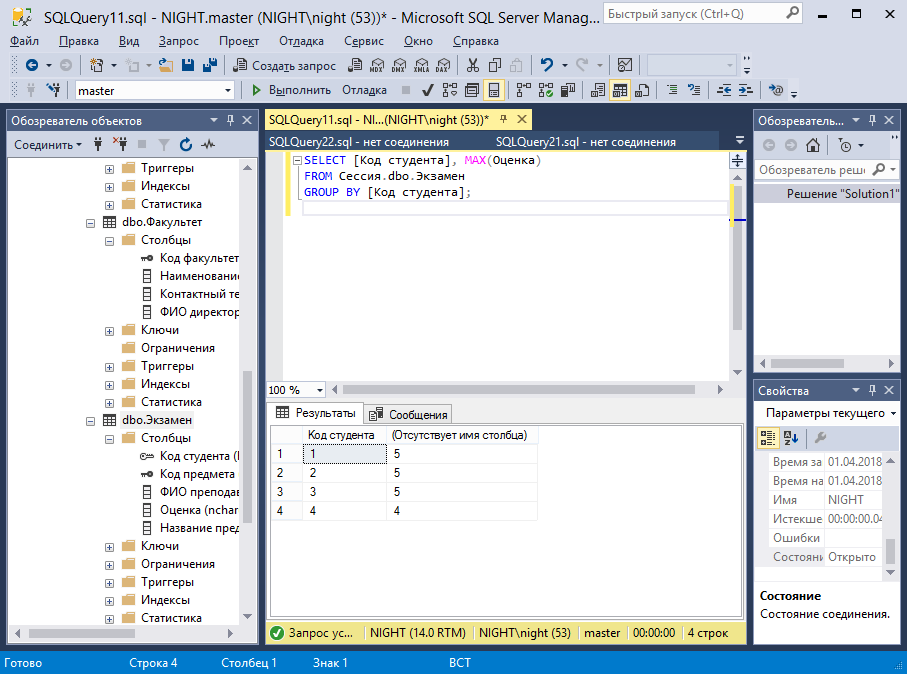 SQLQuery11.sql - NIGHT.master (NIGHT\night (53))* - Microsoft SQL Server Manag...
Быстрый запуск (Ctrl+Q)
Файл Правка Вид Запрос Проект Отладка Сервис Окно Справка
Создать запрос MDX DMX XMLA DAX
master Выполнить Отладка
Обозреватель объектов
Соединить
Триггеры
Индексы
Статистика
dbo.Факультет
Столбцы
Код факультет
Наименование
Контактный те
ФИО директор
Ключи
Ограничения
Триггеры
Индексы
Статистика
dbo.Экзамен
Столбцы
Код студента (I
Код предмета
ФИО преподав
Оценка (nchar
Название пред
Ключи
Ограничения
Триггеры
Индексы
Статистика
SQLQuery11.sql - NI...(NIGHT\night (53))*
SQLQuery22.sql - нет соединения SQLQuery21.sql - нет соединения
SELECT [Код студента], MAX(Оценка)
FROM Сессия.dbo.Экзамен
GROUP BY [Код студента];
100 %
Результаты Сообщения
Код студента (Отсутствует имя столбца)
1 1 5
2 2 5
3 3 5
4 4 4
Запрос ус... NIGHT (14.0 RTM) NIGHT\night (53) master 00:00:00 4 строк
Обозреватель...
Обозреватель реше
Решение "Solution1"
Свойства
Параметры текущего
Время за 01.04.2018
Время на 01.04.2018
Имя NIGHT
Истекше 00:00:00.04
Ошибки
Состояни Открыто
Состояние
Состояние соединения.
Готово Строка 4 Столбец 1 Знак 1 ВСТ